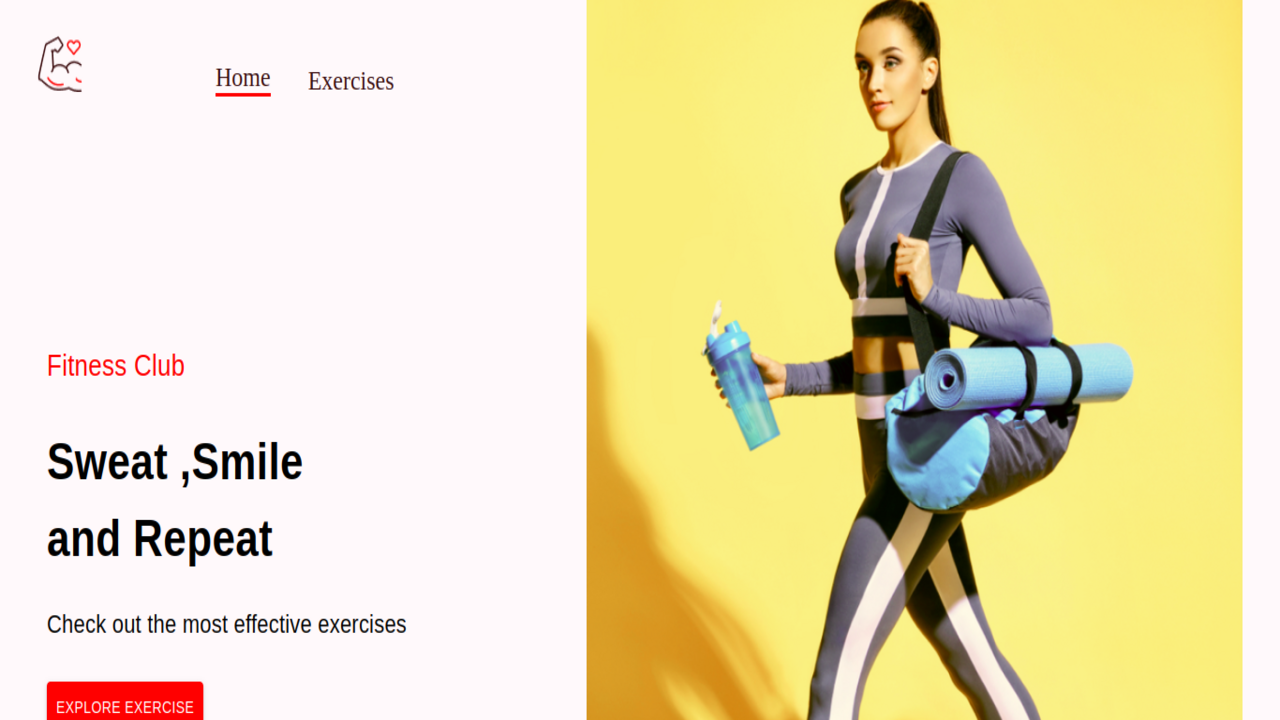 Home
Exercises
Fitness Club
Sweat ,Smile
and Repeat
Check out the most effective exercises
EXPLORE EXERCISE